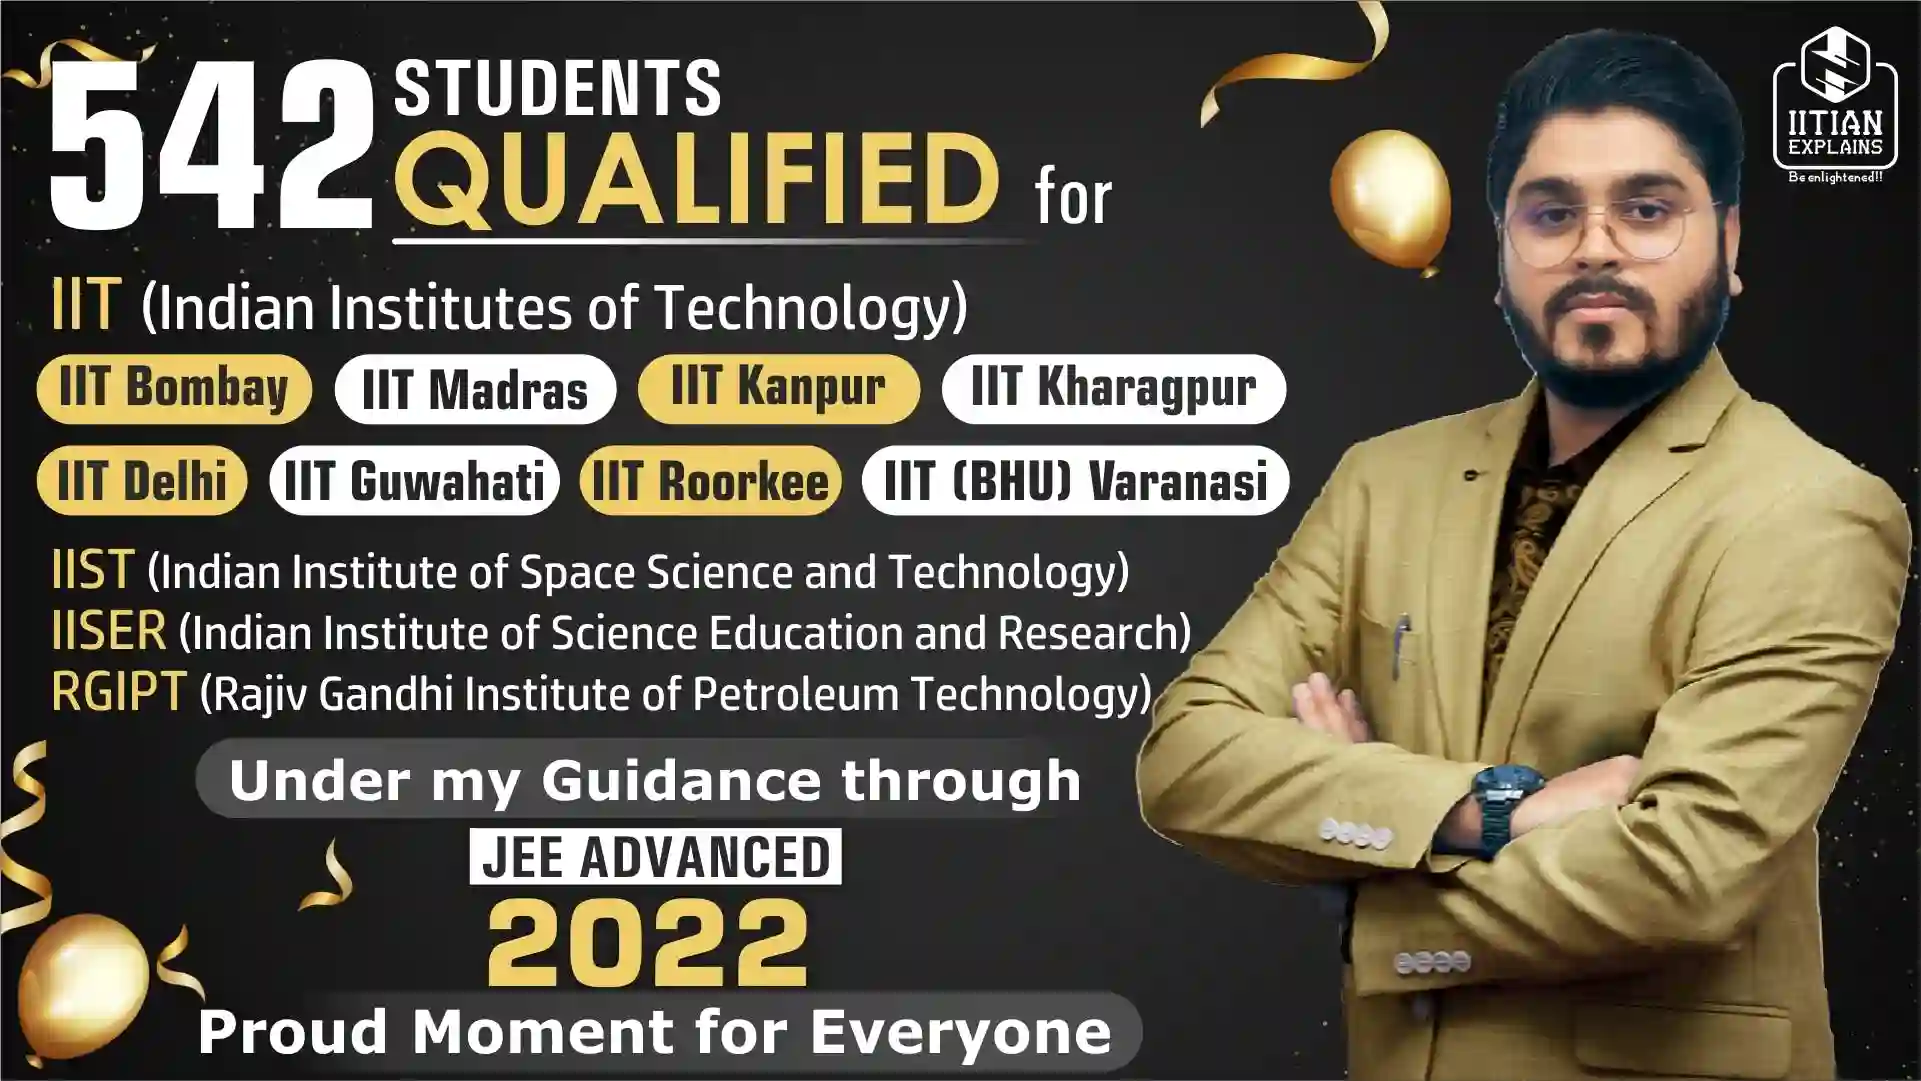 542 STUDENTS
QUALIFIED for
IIT (Indian Institutes of Technology)
IIT Bombay IIT Madras IIT Kanpur IIT Kharagpur
IIT Delhi IIT Guwahati IIT Roorkee IIT (BHU) Varanasi
IIST (Indian Institute of Space Science and Technology)
IISER (Indian Institute of Science Education and Research)
RGIPT (Rajiv Gandhi Institute of Petroleum Technology)
Under my Guidance through
JEE ADVANCED
2022
Proud Moment for Everyone
IITIAN
EXPLAINS
Be enlightened!!